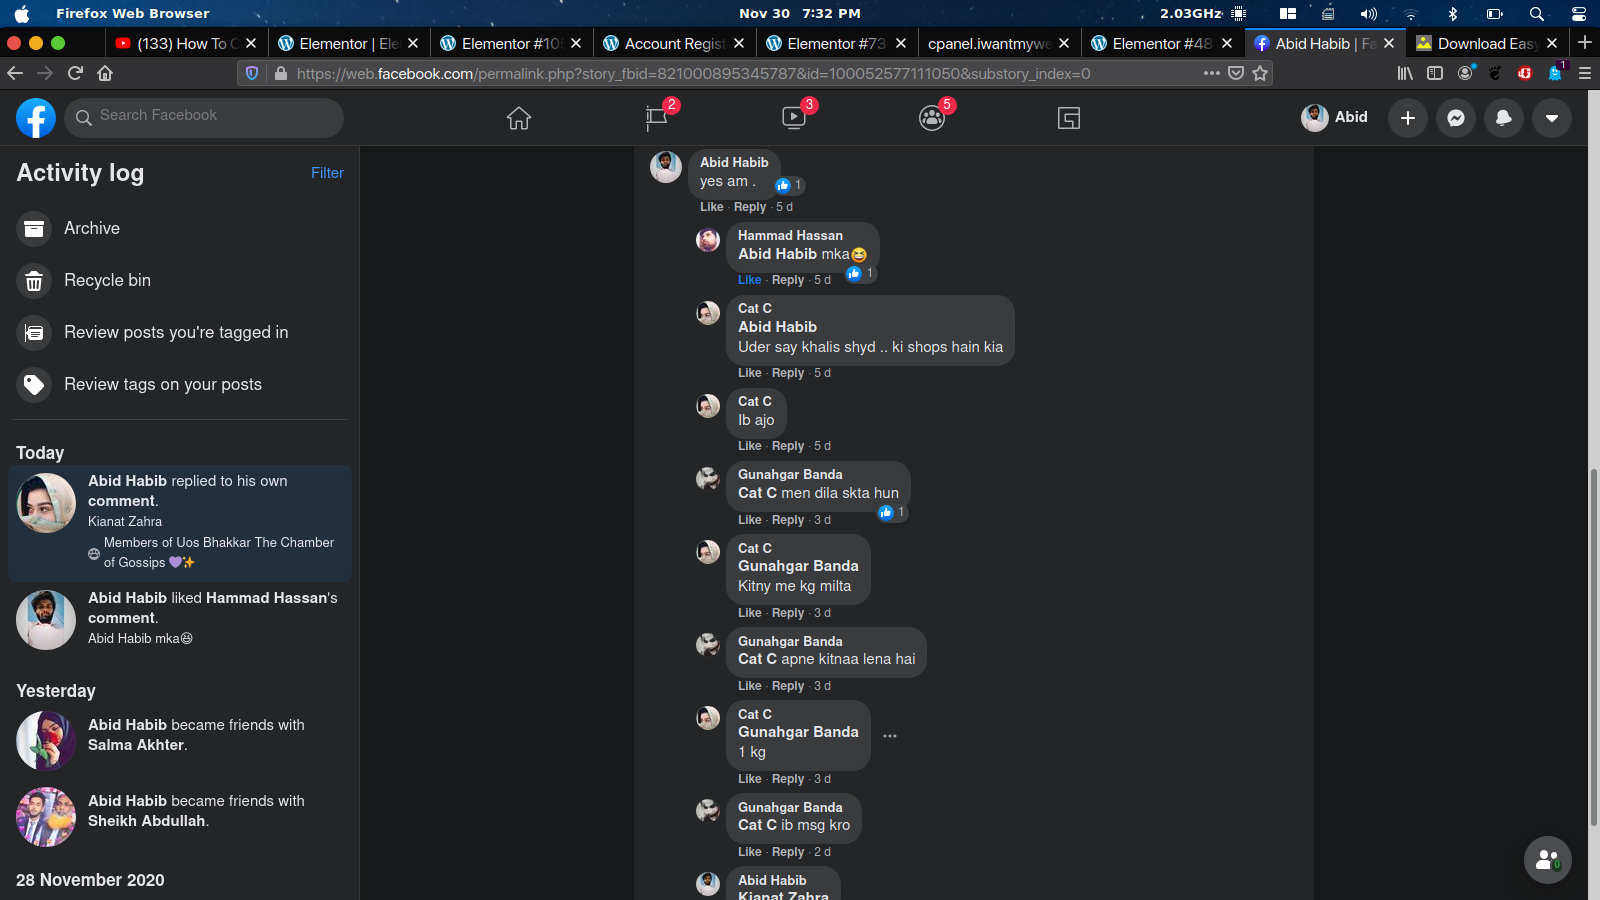 Firefox Web Browser
Nov 30 7:32 PM
2.03GHz
(133) How To C
Elementor | Ele
Elementor #10
Account Regist
Elementor #73
cpanel.iwantmywe
Elementor #48
Abid Habib | Fa
Download Easy
https://web.facebook.com/permalink.php?story_fbid=821000895345787&id=100052577111050&substory_index=0
1
Search Facebook
2
3
5
Abid
Activity log
Filter
Archive
Recycle bin
Review posts you're tagged in
Review tags on your posts
Today
Abid Habib replied to his own
comment.
Kianat Zahra
Members of Uos Bhakkar The Chamber
of Gossips 💜✨
Abid Habib liked Hammad Hassan's
comment.
Abid Habib mka😆
Yesterday
Abid Habib became friends with
Salma Akhter.
Abid Habib became friends with
Sheikh Abdullah.
28 November 2020
Abid Habib
yes am .
1
Like · Reply · 5 d
Hammad Hassan
Abid Habib mka😆
1
Like · Reply · 5 d
Cat C
Abid Habib
Uder say khalis shyd .. ki shops hain kia
Like · Reply · 5 d
Cat C
Ib ajo
Like · Reply · 5 d
Gunahgar Banda
Cat C men dila skta hun
1
Like · Reply · 3 d
Cat C
Gunahgar Banda
Kitny me kg milta
Like · Reply · 3 d
Gunahgar Banda
Cat C apne kitnaa lena hai
Like · Reply · 3 d
Cat C
Gunahgar Banda
1 kg
Like · Reply · 3 d
Gunahgar Banda
Cat C ib msg kro
Like · Reply · 2 d
Abid Habib
Kianat Zahra
0